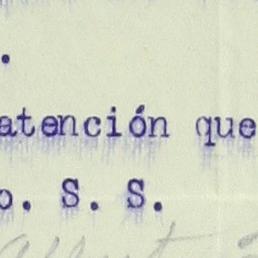 .
atención que
o. S. S.